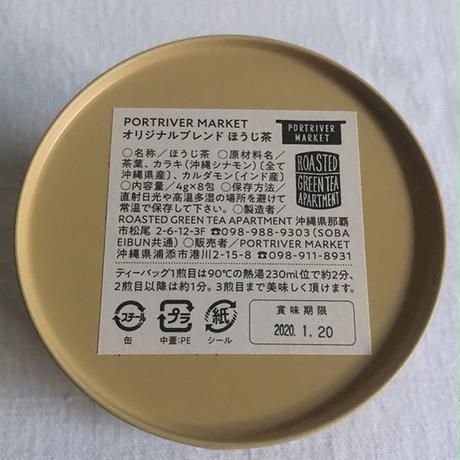 PORTRIVER MARKET
オリジナルブレンド ほうじ茶
PORTRIVER
MARKET
○名称／ほうじ茶 ○原材料名／
茶葉、カラキ(沖縄シナモン)〔全て
沖縄県産〕、カルダモン〔インド産〕
○内容量／4g×8包 ○保存方法／
直射日光や高温多湿の場所を避けて
常温で保存して下さい。○製造者／
ROASTED GREEN TEA APARTMENT 沖縄県那覇
市松尾 2-6-12-3F ☎098-988-9303(SOBA
EIBUN共通) ○販売者／PORTRIVER MARKET
沖縄県浦添市港川2-15-8 ☎098-911-8931
ROASTED
GREEN TEA
APARTMENT
ティーバッグ1煎目は90℃の熱湯230ml位で約2分、
2煎目以降は約1分。3煎目まで美味しく頂けます。
スチール
缶
プラ
中蓋:PE
紙
シール
賞味期限
2020. 1. 20